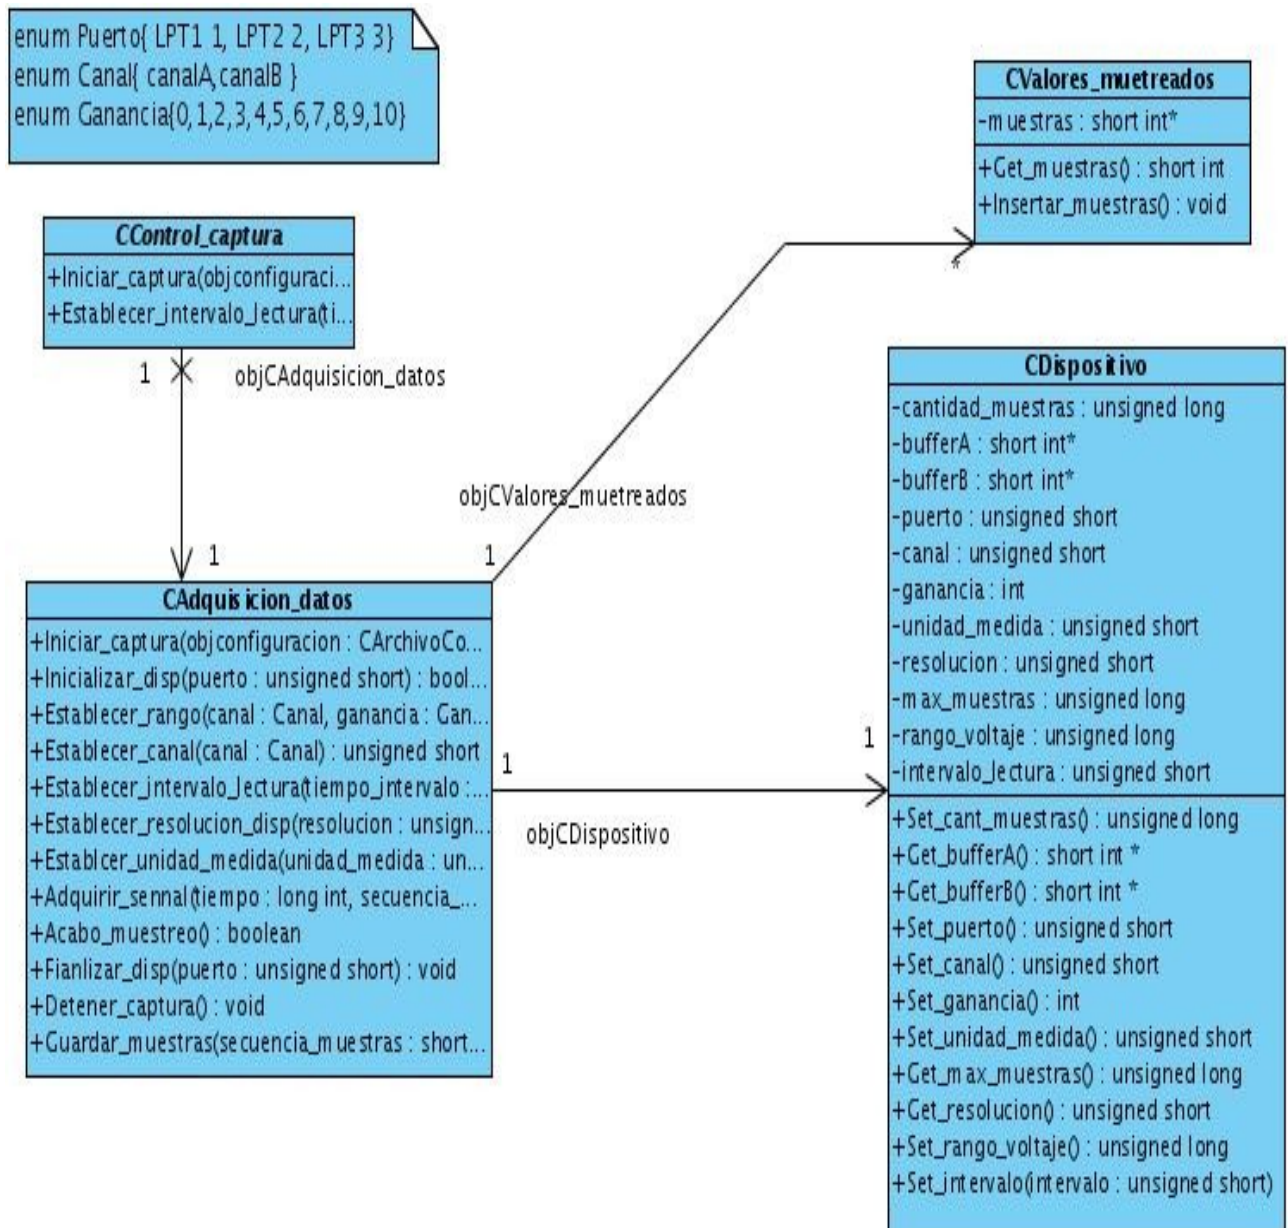 enum Puerto{ LPT1 1, LPT2 2, LPT3 3}
enum Canal{ canalA,canalB }
enum Ganancia{0,1,2,3,4,5,6,7,8,9,10}
CValores_muetreados
-muestras : short int*
+Get_muestras() : short int
+Insertar_muestras() : void
*
CControl_captura
+Iniciar_captura(objconfiguraci...
+Establecer_intervalo_lectura(ti...
1
objCAdquisicion_datos
1
objCValores_muetreados
1
CAdquisicion_datos
+Iniciar_captura(objconfiguracion : CArchivoCo...
+Inicializar_disp(puerto : unsigned short) : bool...
+Establecer_rango(canal : Canal, ganancia : Gan...
+Establecer_canal(canal : Canal) : unsigned short
+Establecer_intervalo_lectura(tiempo_intervalo :...
+Establecer_resolucion_disp(resolucion : unsign...
+Establcer_unidad_medida(unidad_medida : un...
+Adquirir_sennal(tiempo : long int, secuencia_...
+Acabo_muestreo() : boolean
+Fianlizar_disp(puerto : unsigned short) : void
+Detener_captura() : void
+Guardar_muestras(secuencia_muestras : short...
1
objCDispositivo
1
CDispositivo
-cantidad_muestras : unsigned long
-bufferA : short int*
-bufferB : short int*
-puerto : unsigned short
-canal : unsigned short
-ganancia : int
-unidad_medida : unsigned short
-resolucion : unsigned short
-max_muestras : unsigned long
-rango_voltaje : unsigned long
-intervalo_lectura : unsigned short
+Set_cant_muestras() : unsigned long
+Get_bufferA() : short int *
+Get_bufferB() : short int *
+Set_puerto() : unsigned short
+Set_canal() : unsigned short
+Set_ganancia() : int
+Set_unidad_medida() : unsigned short
+Get_max_muestras() : unsigned long
+Get_resolucion() : unsigned short
+Set_rango_voltaje() : unsigned long
+Set_intervalo(intervalo : unsigned short)